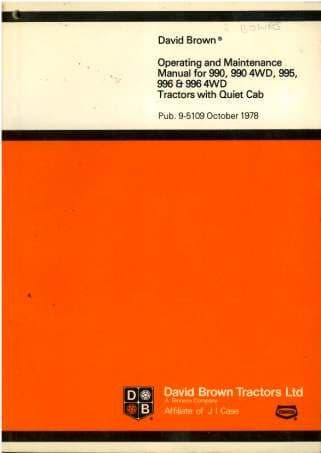 David Brown®
Operating and Maintenance
Manual for 990, 990 4WD, 995,
996 & 996 4WD
Tractors with Quiet Cab
Pub. 9-5109 October 1978
D
B
David Brown Tractors Ltd
A Tenneco Company
Affiliate of J I Case